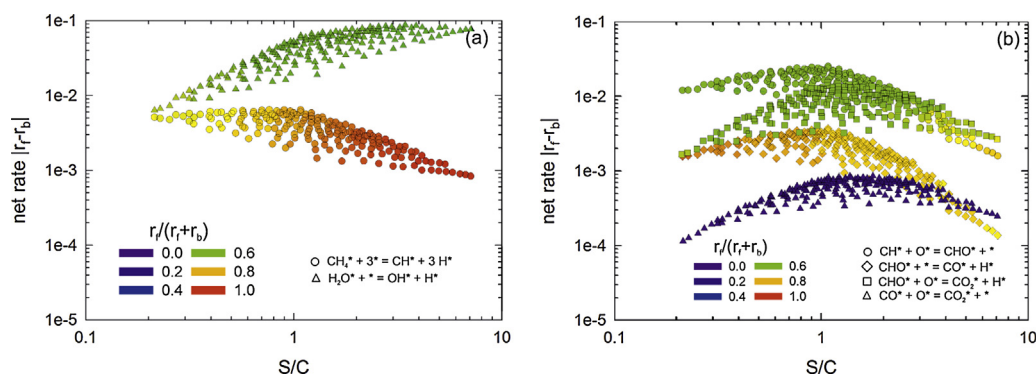 1e-1
(a)
1e-2
1e-3
1e-4
1e-5
net rate |rf-rb|
rf/(rf+rb)
0.0 0.6
0.2 0.8
0.4 1.0
CH₄* + 3* = CH* + 3 H*
H₂O* + * = OH* + H*
0.1 1 10
S/C
1e-1
(b)
1e-2
1e-3
1e-4
1e-5
net rate |rf-rb|
rf/(rf+rb)
0.0 0.6
0.2 0.8
0.4 1.0
CH* + O* = CHO* + *
CHO* + * = CO* + H*
CHO* + O* = CO₂* + H*
CO* + O* = CO₂* + *
0.1 1 10
S/C